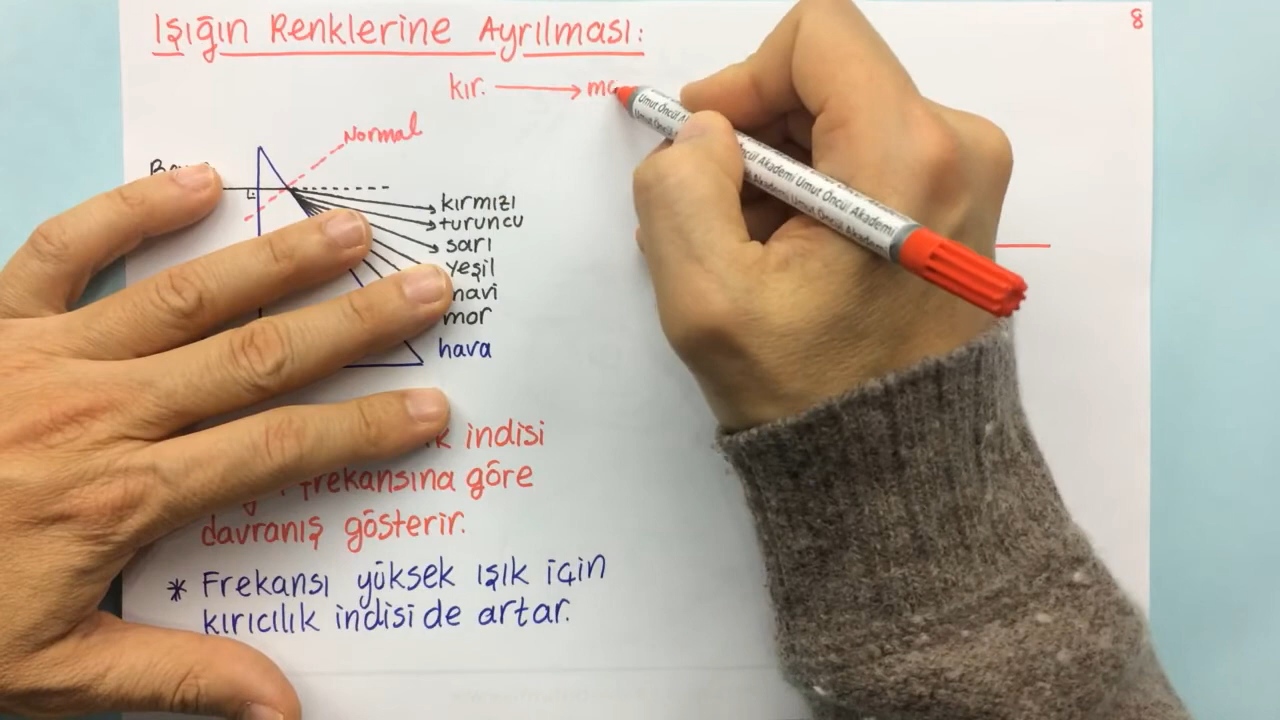 Işığın Renklerine Ayrılması:
8
kır. → mo
Normal
kırmızı
turuncu
sarı
yeşil
mavi
mor
hava
indisi
frekansına göre
davranış gösterir.
* Frekansı yüksek ışık için
kırıcılık indisi de artar.
Umut Öncül Akademi Umut Öncül Akademi